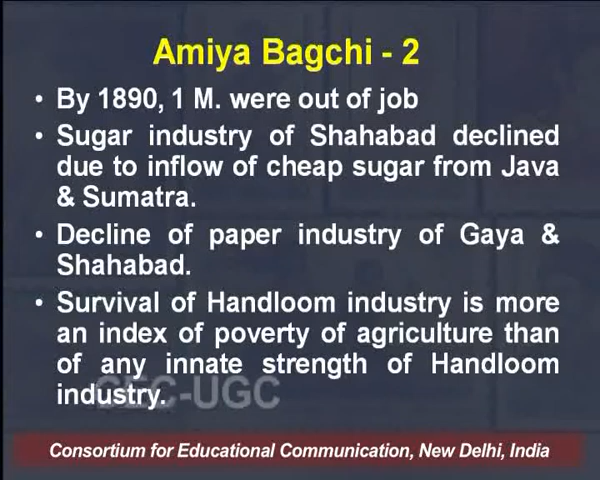 Amiya Bagchi - 2
• By 1890, 1 M. were out of job
• Sugar industry of Shahabad declined
due to inflow of cheap sugar from Java
& Sumatra.
• Decline of paper industry of Gaya &
Shahabad.
• Survival of Handloom industry is more
an index of poverty of agriculture than
of any innate strength of Handloom
industry.
CEC-UGC
Consortium for Educational Communication, New Delhi, India